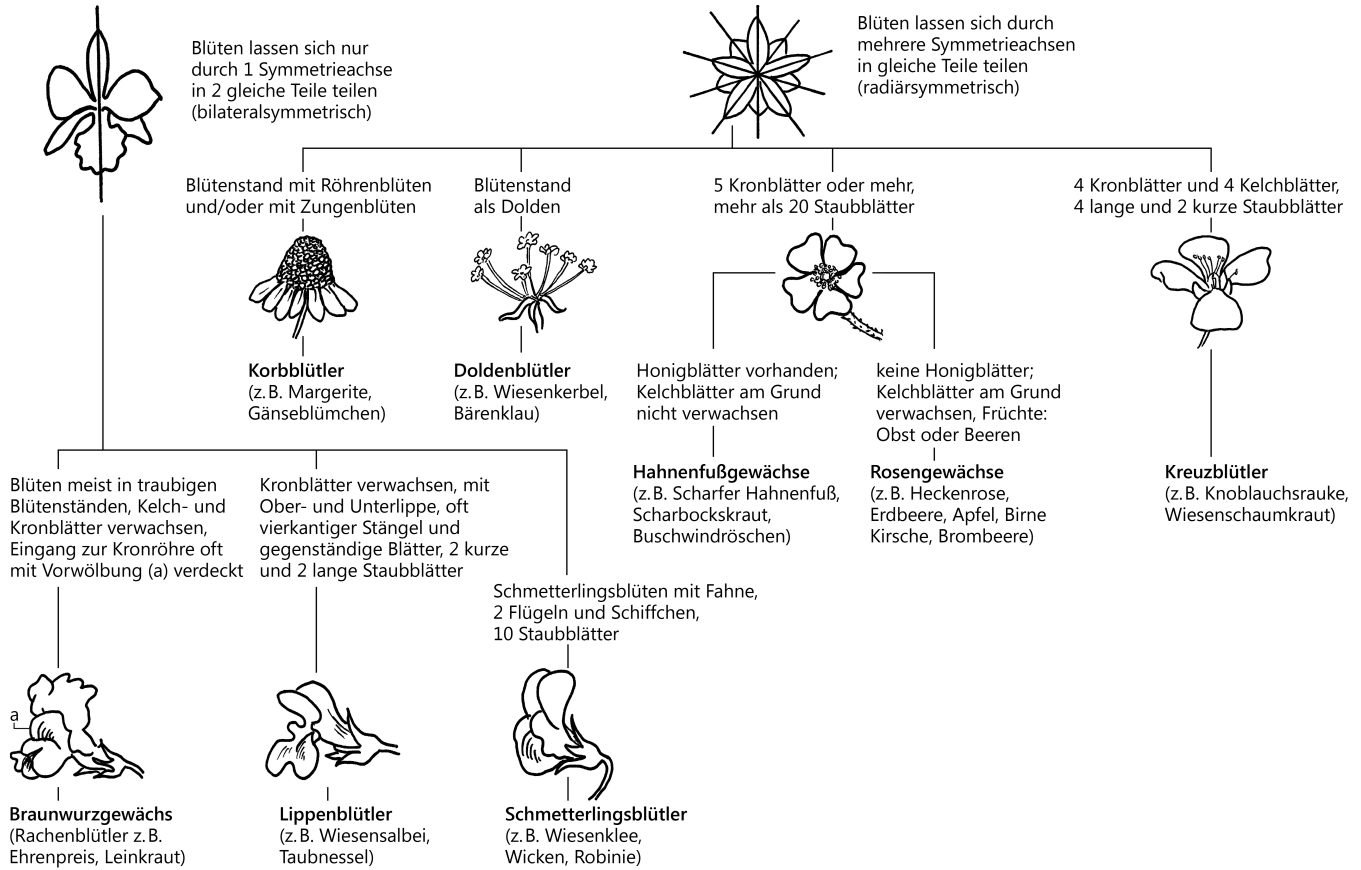 Blüten lassen sich nur
durch 1 Symmetrieachse
in 2 gleiche Teile teilen
(bilateralsymmetrisch)
Blüten lassen sich durch
mehrere Symmetrieachsen
in gleiche Teile teilen
(radiärsymmetrisch)
Blütenstand mit Röhrenblüten
und/oder mit Zungenblüten
Blütenstand
als Dolden
5 Kronblätter oder mehr,
mehr als 20 Staubblätter
4 Kronblätter und 4 Kelchblätter,
4 lange und 2 kurze Staubblätter
Korbblütler
(z. B. Margerite,
Gänseblümchen)
Doldenblütler
(z. B. Wiesenkerbel,
Bärenklau)
Honigblätter vorhanden;
Kelchblätter am Grund
nicht verwachsen
keine Honigblätter;
Kelchblätter am Grund
verwachsen, Früchte:
Obst oder Beeren
Hahnenfußgewächse
(z. B. Scharfer Hahnenfuß,
Scharbockskraut,
Buschwindröschen)
Rosengewächse
(z. B. Heckenrose,
Erdbeere, Apfel, Birne
Kirsche, Brombeere)
Kreuzblütler
(z. B. Knoblauchsrauke,
Wiesenschaumkraut)
Blüten meist in traubigen
Blütenständen, Kelch- und
Kronblätter verwachsen,
Eingang zur Kronröhre oft
mit Vorwölbung (a) verdeckt
Kronblätter verwachsen, mit
Ober- und Unterlippe, oft
vierkantiger Stängel und
gegenständige Blätter, 2 kurze
und 2 lange Staubblätter
Schmetterlingsblüten mit Fahne,
2 Flügeln und Schiffchen,
10 Staubblätter
a
Braunwurzgewächs
(Rachenblütler z. B.
Ehrenpreis, Leinkraut)
Lippenblütler
(z. B. Wiesensalbei,
Taubnessel)
Schmetterlingsblütler
(z. B. Wiesenklee,
Wicken, Robinie)